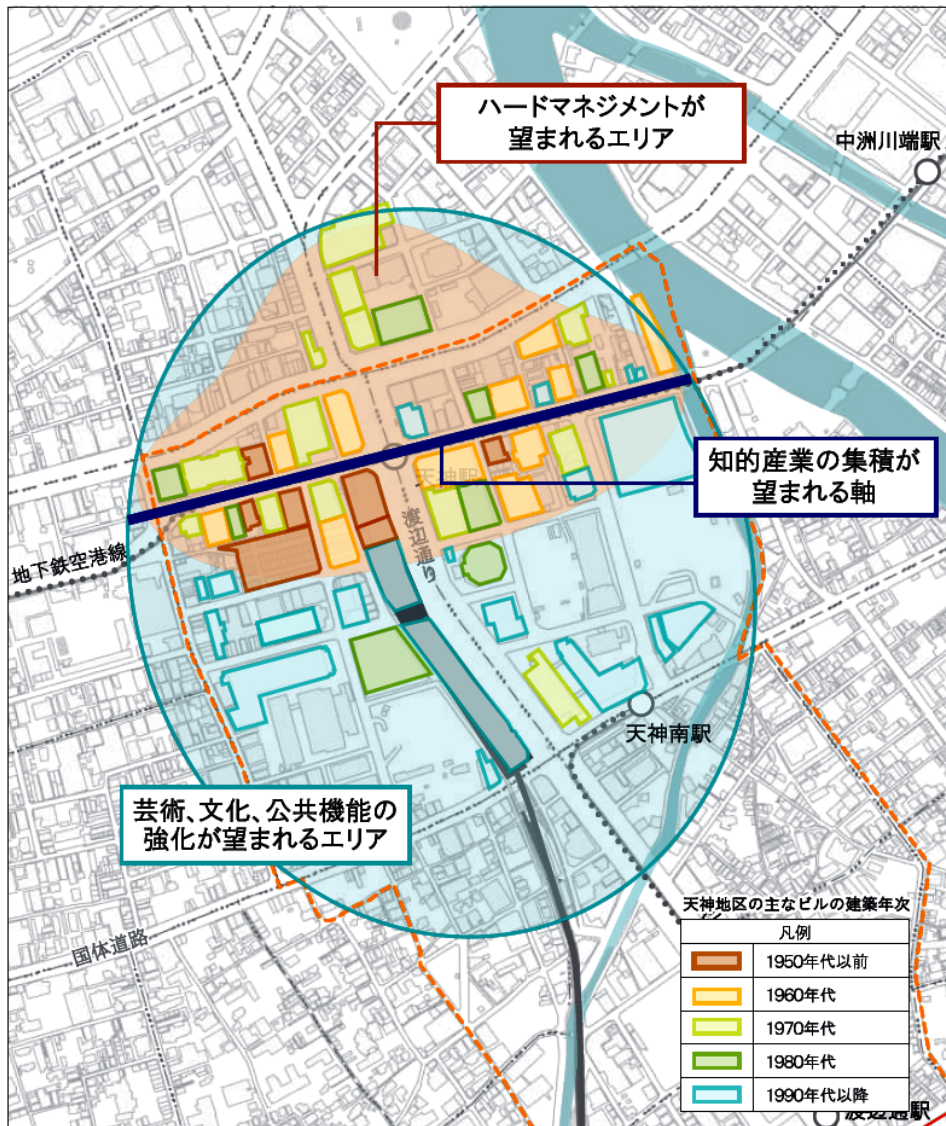 ハードマネジメントが
望まれるエリア
中洲川端駅
知的産業の集積が
望まれる軸
天神駅
渡辺通り
地下鉄空港線
天神南駅
芸術、文化、公共機能の
強化が望まれるエリア
国体道路
天神地区の主なビルの建築年次
凡例
1950年代以前
1960年代
1970年代
1980年代
1990年代以降
渡辺通駅